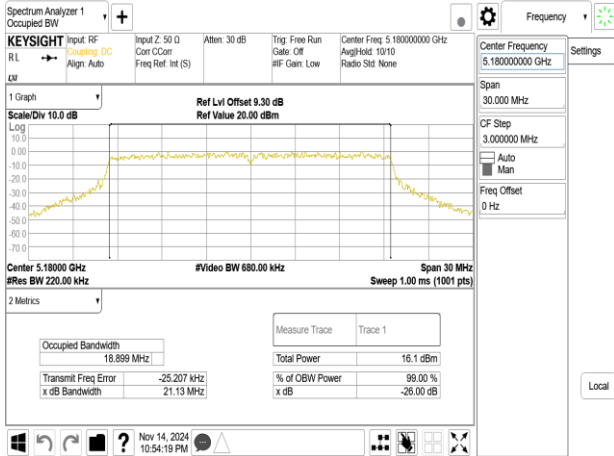 Spectrum Analyzer 1
Occupied BW
KEYSIGHT
R L
Input: RF
Coupling: DC
Align: Auto
Input Z: 50 Ω
Corr CCorr
Freq Ref: Int (S)
Atten: 30 dB
Trig: Free Run
Gate: Off
#IF Gain: Low
Center Freq: 5.180000000 GHz
Avg|Hold: 10/10
Radio Std: None
1 Graph
Scale/Div 10.0 dB
Ref Lvl Offset 9.30 dB
Ref Value 20.00 dBm
Log
10.0
0.00
-10.0
-20.0
-30.0
-40.0
-50.0
-60.0
-70.0
Center 5.18000 GHz
#Video BW 680.00 kHz
Span 30 MHz
#Res BW 220.00 kHz
Sweep 1.00 ms (1001 pts)
2 Metrics
Measure Trace
Trace 1
Occupied Bandwidth
18.899 MHz
Total Power
16.1 dBm
Transmit Freq Error
-25.207 kHz
% of OBW Power
99.00 %
x dB Bandwidth
21.13 MHz
x dB
-26.00 dB
?
Nov 14, 2024
10:54:19 PM
Frequency
Settings
Center Frequency
5.180000000 GHz
Span
30.000 MHz
CF Step
3.000000 MHz
Auto
Man
Freq Offset
0 Hz
Local